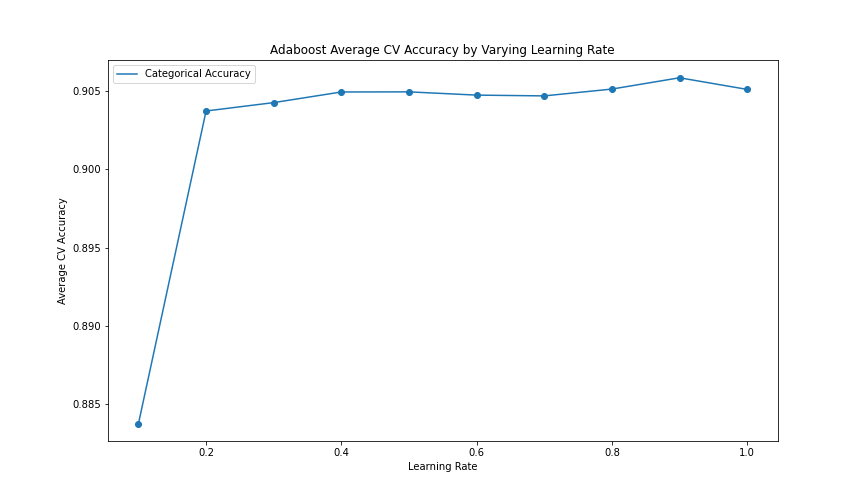 Adaboost Average CV Accuracy by Varying Learning Rate
Categorical Accuracy
0.905
0.900
0.895
0.890
0.885
Average CV Accuracy
0.2
0.4
0.6
0.8
1.0
Learning Rate